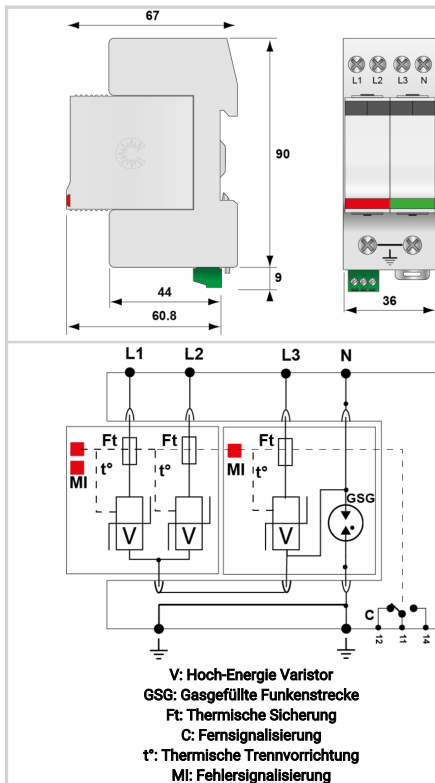 67
L1 L2 L3 N
90
9
44
60.8
36
L1 L2 L3 N
Ft Ft Ft
t° t° t°
MI MI
GSG
V V V
C
12 11 14
V: Hoch-Energie Varistor
GSG: Gasgefüllte Funkenstrecke
Ft: Thermische Sicherung
C: Fernsignalisierung
t°: Thermische Trennvorrichtung
MI: Fehlersignalisierung